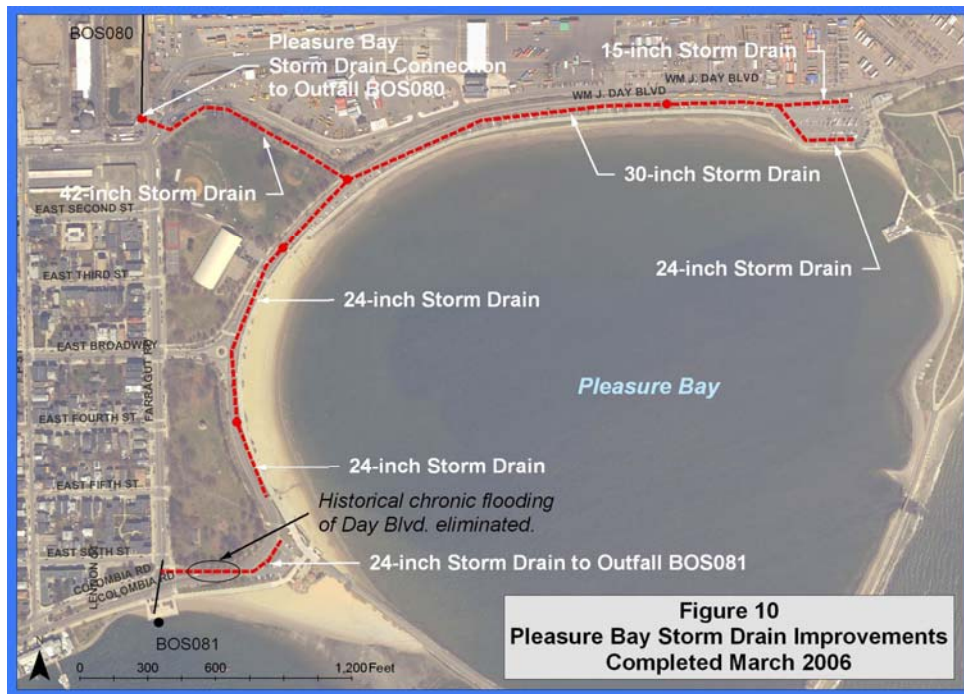 BOS080
Pleasure Bay
Storm Drain Connection
to Outfall BOS080
15-inch Storm Drain
WM J. DAY BLVD
WM J. DAY BLVD
42-inch Storm Drain
30-inch Storm Drain
EAST SECOND ST
EAST THIRD ST
24-inch Storm Drain
24-inch Storm Drain
EAST BROADWAY
FARRAGUT RD
Pleasure Bay
EAST FOURTH ST
24-inch Storm Drain
EAST FIFTH ST
Historical chronic flooding
of Day Blvd. eliminated.
EAST SIXTH ST
24-inch Storm Drain to Outfall BOS081
LENNON CT
COLOMBIA RD
COLOMBIA RD
BOS081
N
0 350 600 1,200 Feet
Figure 10
Pleasure Bay Storm Drain Improvements
Completed March 2006